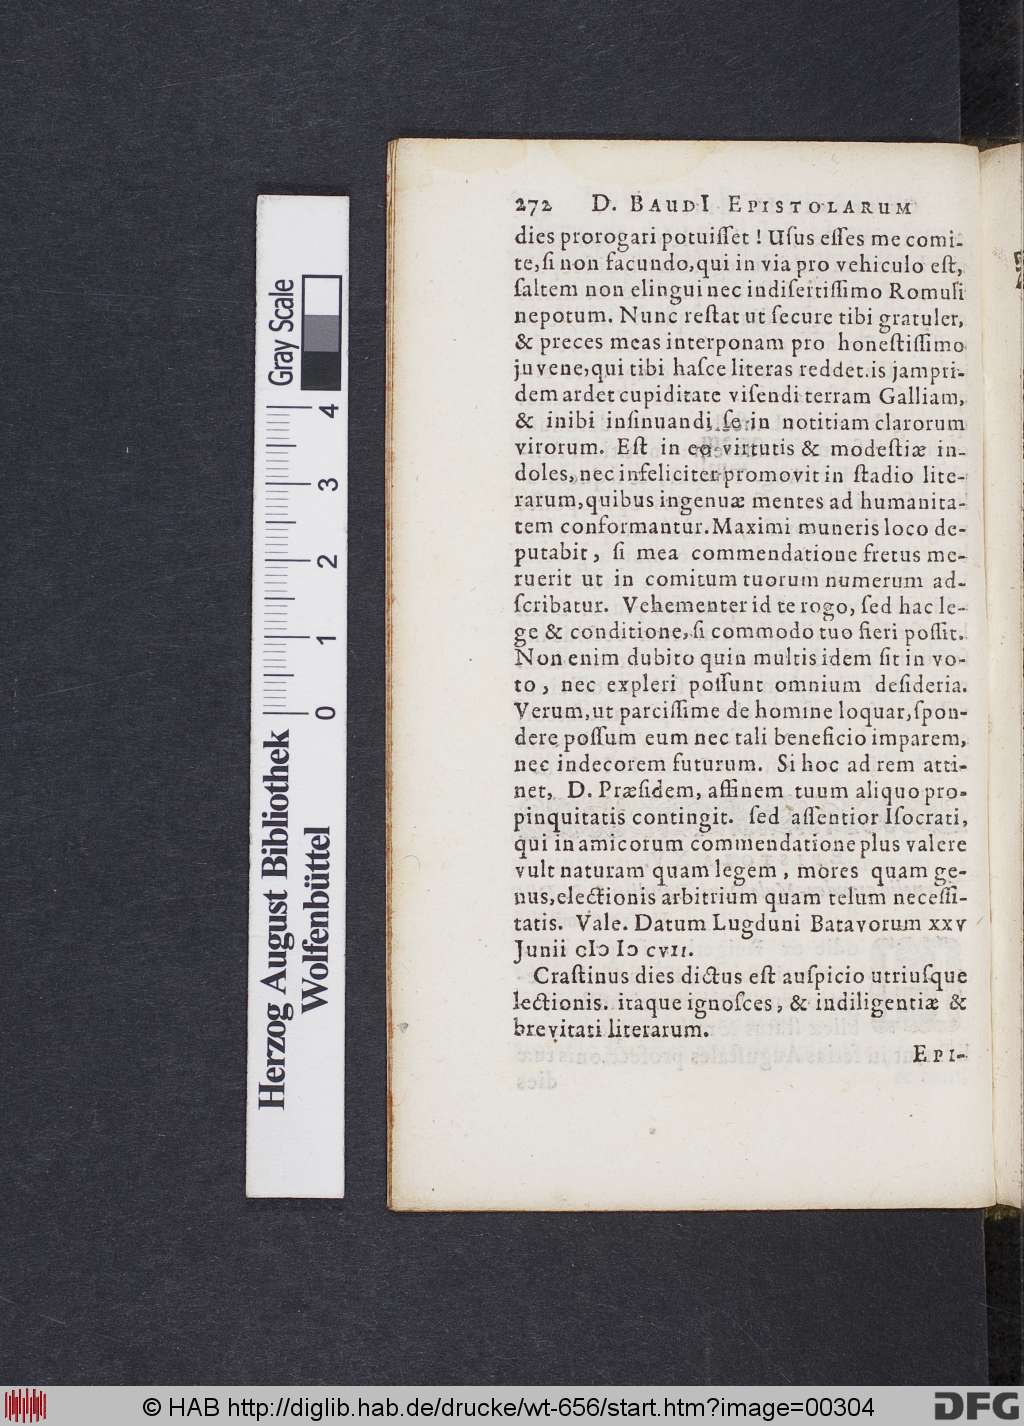 272 D. BAUDI EPISTOLARUM
dies prorogari potuiſſet ! Uſus eſſes me comi-
te, ſi non facundo, qui in via pro vehiculo eſt,
ſaltem non elingui nec indiſertiſſimo Romuli
nepotum. Nunc reſtat ut ſecure tibi gratuler,
& preces meas interponam pro honeſtiſſimo
juvene, qui tibi haſce literas reddet. is jampri-
dem ardet cupiditate viſendi terram Galliam,
& inibi inſinuandi ſe in notitiam clarorum
virorum. Eſt in eo virtutis & modeſtiæ in-
doles, nec infeliciter promovit in ſtadio lite-
rarum, quibus ingenuæ mentes ad humanita-
tem conformantur. Maximi muneris loco de-
putabit, ſi mea commendatione fretus me-
ruerit ut in comitum tuorum numerum ad-
ſcribatur. Vehementer id te rogo, ſed hac le-
ge & conditione, ſi commodo tuo fieri poſſit.
Non enim dubito quin multis idem ſit in vo-
to, nec expleri poſſunt omnium deſideria.
Verum, ut parciſſime de homine loquar, ſpon-
dere poſſum eum nec tali beneficio imparem,
nec indecorem futurum. Si hoc ad rem atti-
net, D. Præſidem, affinem tuum aliquo pro-
pinquitatis contingit. ſed aſſentior Iſocrati,
qui in amicorum commendatione plus valere
vult naturam quam legem, mores quam ge-
nus, electionis arbitrium quam telum neceſſi-
tatis. Vale. Datum Lugduni Batavorum XXV
Junii CIↃ IↃ CVII.
Craſtinus dies dictus eſt auſpicio utriuſque
lectionis. itaque ignoſces, & indiligentiæ &
brevitati literarum.
EPI-
Gray Scale
4
3
2
1
0
Herzog August Bibliothek
Wolfenbüttel
© HAB http://diglib.hab.de/drucke/wt-656/start.htm?image=00304
DFG